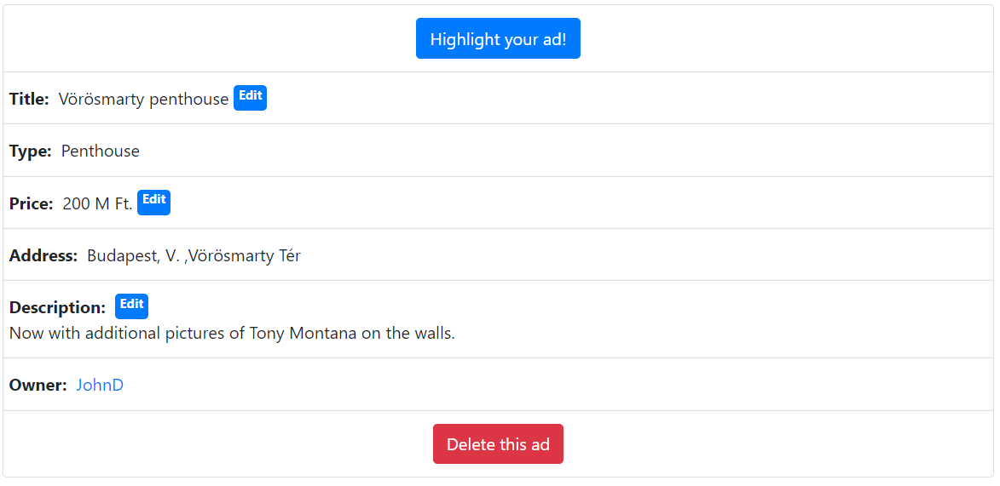 Highlight your ad!
Title: Vörösmarty penthouse Edit
Type: Penthouse
Price: 200 M Ft. Edit
Address: Budapest, V. ,Vörösmarty Tér
Description: Edit
Now with additional pictures of Tony Montana on the walls.
Owner: JohnD
Delete this ad